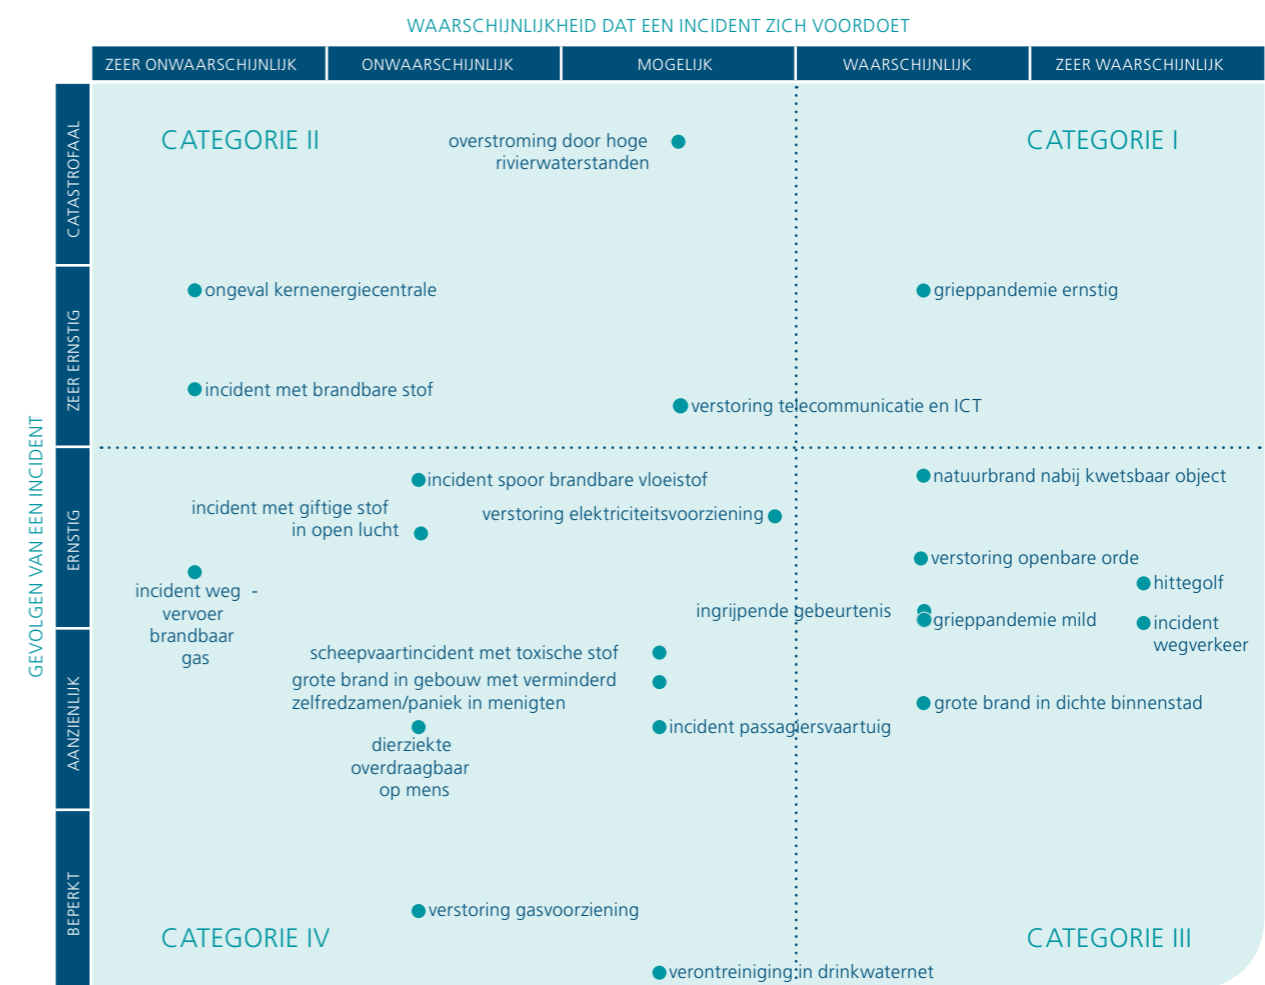 WAARSCHIJNLIJKHEID DAT EEN INCIDENT ZICH VOORDOET
ZEER ONWAARSCHIJNLIJK
ONWAARSCHIJNLIJK
MOGELIJK
WAARSCHIJNLIJK
ZEER WAARSCHIJNLIJK
GEVOLGEN VAN EEN INCIDENT
CATASTROFAAL
ZEER ERNSTIG
ERNSTIG
AANZIENLIJK
BEPERKT
CATEGORIE II
overstroming door hoge
rivierwaterstanden
CATEGORIE I
ongeval kernenergiecentrale
grieppandemie ernstig
incident met brandbare stof
verstoring telecommunicatie en ICT
incident spoor brandbare vloeistof
natuurbrand nabij kwetsbaar object
incident met giftige stof
in open lucht
verstoring elektriciteitsvoorziening
verstoring openbare orde
hittegolf
incident weg -
vervoer
brandbaar
gas
ingrijpende gebeurtenis
grieppandemie mild
incident
wegverkeer
scheepvaartincident met toxische stof
grote brand in gebouw met verminderd
zelfredzamen/paniek in menigten
grote brand in dichte binnenstad
incident passagiersvaartuig
dierziekte
overdraagbaar
op mens
verstoring gasvoorziening
CATEGORIE IV
CATEGORIE III
verontreiniging in drinkwaternet